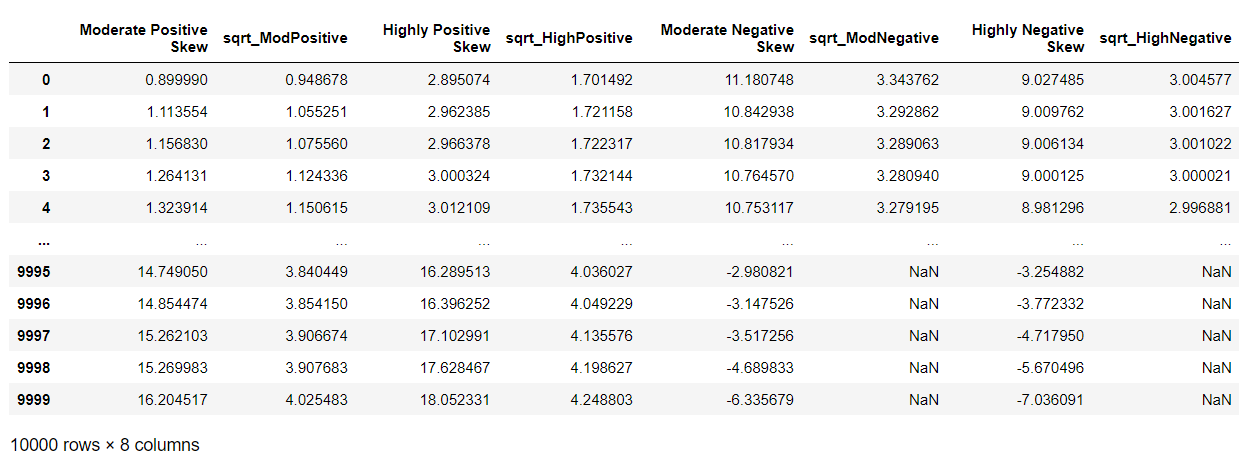 Moderate Positive Skew sqrt_ModPositive Highly Positive Skew sqrt_HighPositive Moderate Negative Skew sqrt_ModNegative Highly Negative Skew sqrt_HighNegative
0 0.899990 0.948678 2.895074 1.701492 11.180748 3.343762 9.027485 3.004577
1 1.113554 1.055251 2.962385 1.721158 10.842938 3.292862 9.009762 3.001627
2 1.156830 1.075560 2.966378 1.722317 10.817934 3.289063 9.006134 3.001022
3 1.264131 1.124336 3.000324 1.732144 10.764570 3.280940 9.000125 3.000021
4 1.323914 1.150615 3.012109 1.735543 10.753117 3.279195 8.981296 2.996881
... ... ... ... ... ... ... ... ...
9995 14.749050 3.840449 16.289513 4.036027 -2.980821 NaN -3.254882 NaN
9996 14.854474 3.854150 16.396252 4.049229 -3.147526 NaN -3.772332 NaN
9997 15.262103 3.906674 17.102991 4.135576 -3.517256 NaN -4.717950 NaN
9998 15.269983 3.907683 17.628467 4.198627 -4.689833 NaN -5.670496 NaN
9999 16.204517 4.025483 18.052331 4.248803 -6.335679 NaN -7.036091 NaN
10000 rows × 8 columns